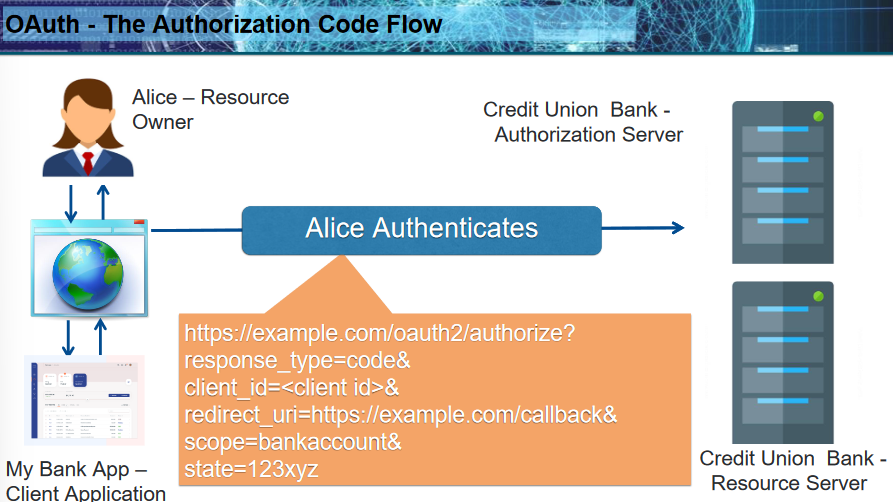 OAuth - The Authorization Code Flow
Alice – Resource
Owner
Credit Union Bank -
Authorization Server
Alice Authenticates
https://example.com/oauth2/authorize?
response_type=code&
client_id=<client id>&
redirect_uri=https://example.com/callback&
scope=bankaccount&
state=123xyz
My Bank App –
Client Application
Credit Union Bank -
Resource Server